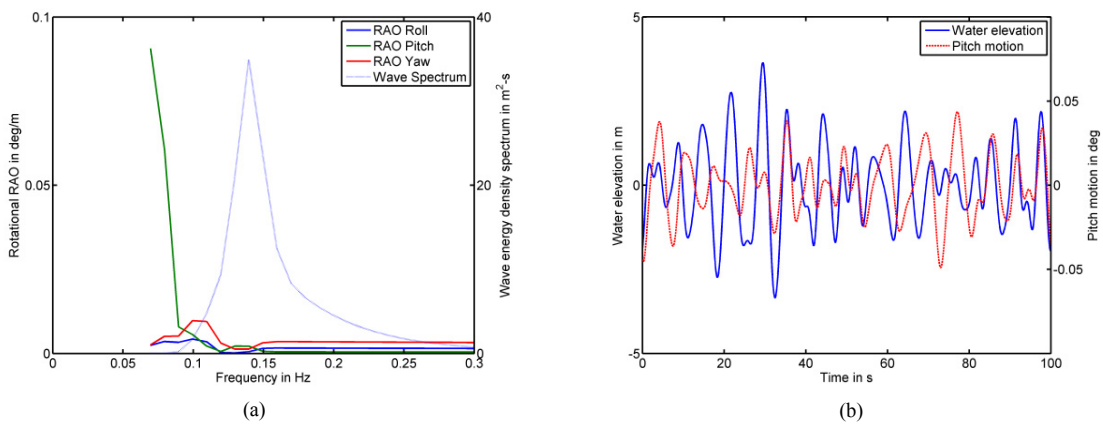 0.1
40
RAO Roll
RAO Pitch
RAO Yaw
Wave Spectrum
Rotational RAO in deg/m
0.05
20
Wave energy density spectrum in m²-s
0
0
0 0.05 0.1 0.15 0.2 0.25 0.3
Frequency in Hz
(a)
5
Water elevation
Pitch motion
0.05
Water elevation in m
0
0
Pitch motion in deg
-0.05
-5
0 20 40 60 80 100
Time in s
(b)